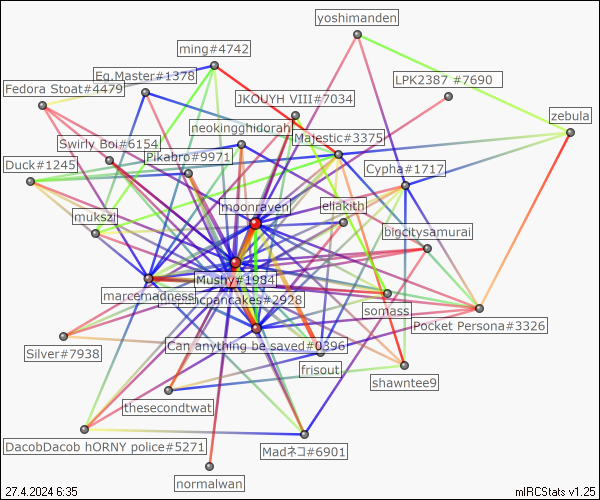 yoshimanden
ming#4742
Eg.Master#1378
LPK2387 #7690
Fedora Stoat#4479
JKOUYH VIII#7034
zebula
neokingghidorah
Majestic#3375
Swirly Boi#6154
Pikabro#9971
Duck#1245
Cypha#1717
moonraven
eliakith
mukszi
bigcitysamurai
Mushy#1984
marcemadness
pancakes#2928
somass
Pocket Persona#3326
Can anything be saved#0396
Silver#7938
frisout
shawntee9
thesecondtwat
DacobDacob hORNY police#5271
Madネコ#6901
normalwan
27.4.2024 6:35
mIRCStats v1.25